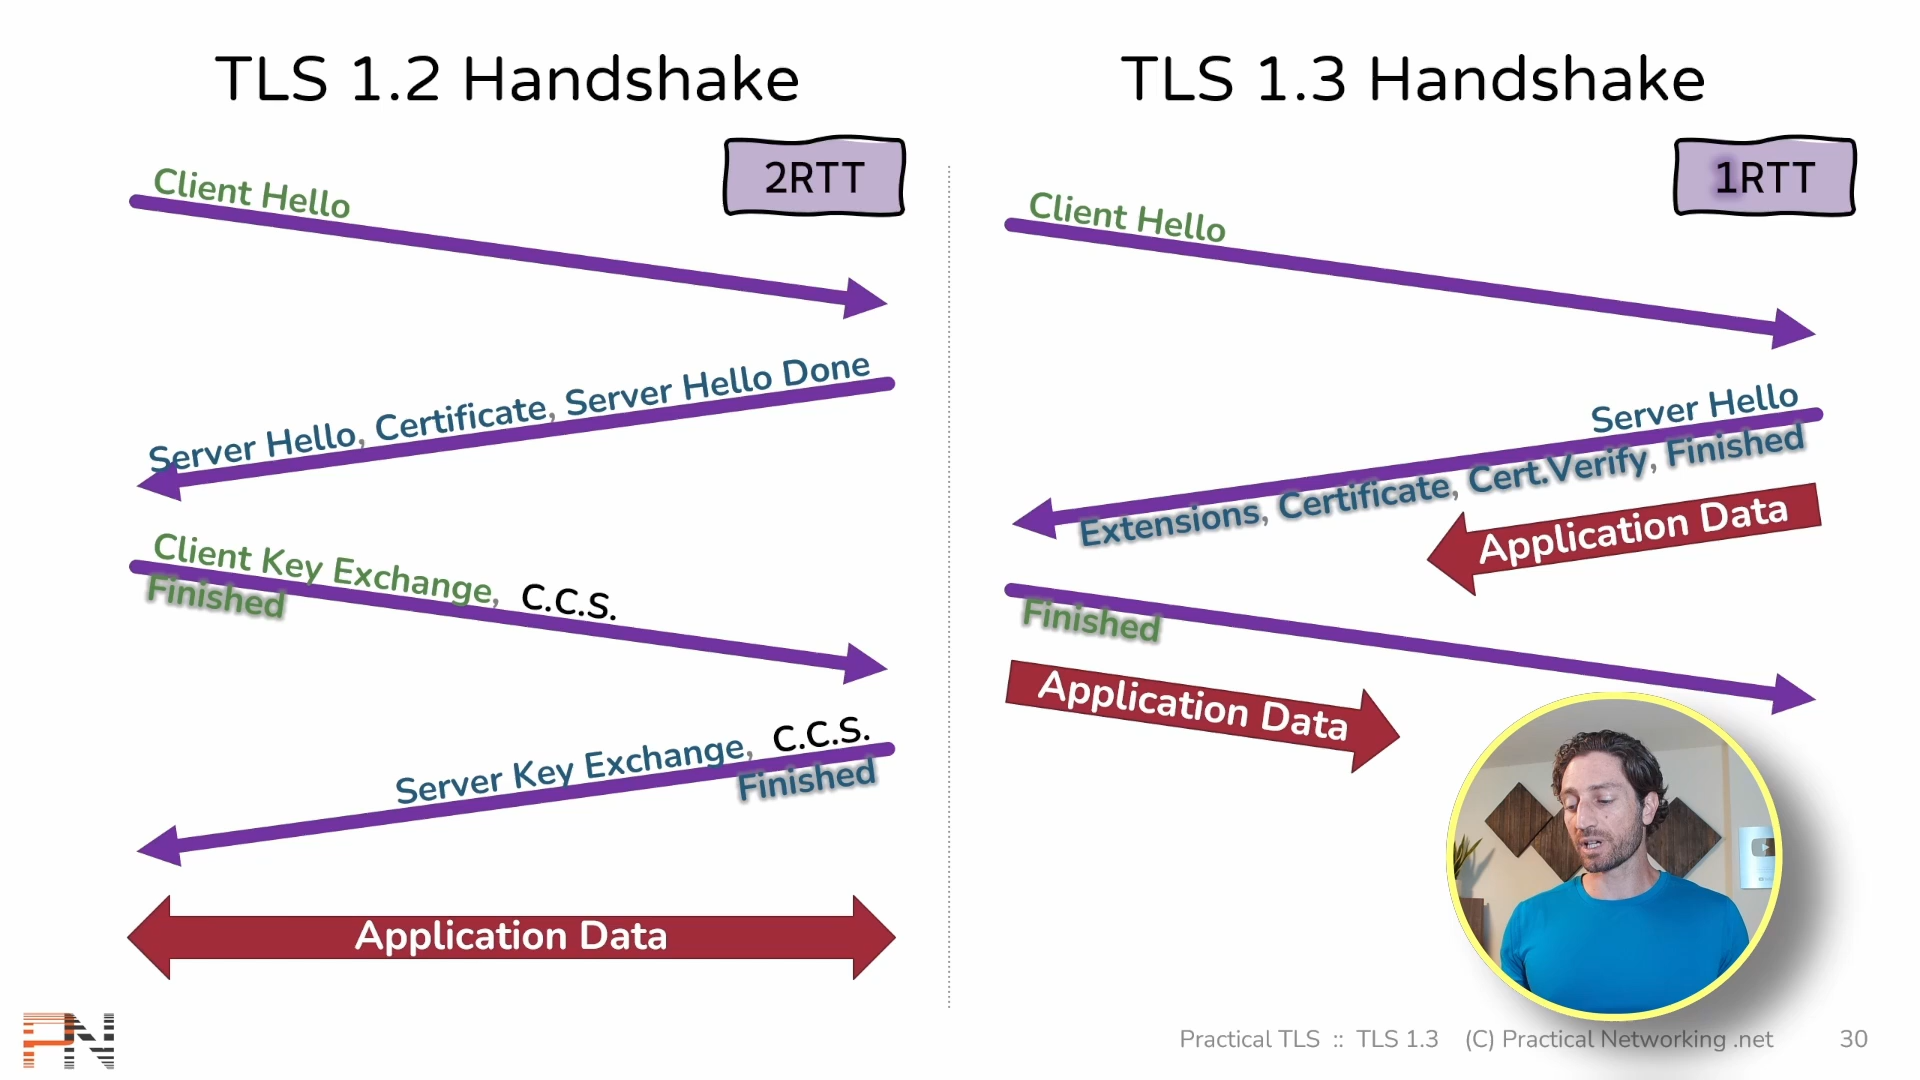 TLS 1.2 Handshake
2RTT
Client Hello
Server Hello, Certificate, Server Hello Done
Client Key Exchange, C.C.S.
Finished
Server Key Exchange, C.C.S.
Finished
Application Data
TLS 1.3 Handshake
1RTT
Client Hello
Server Hello
Extensions, Certificate, Cert.Verify, Finished
Application Data
Finished
Application Data
PN
Practical TLS :: TLS 1.3 (C) Practical Networking .net 30